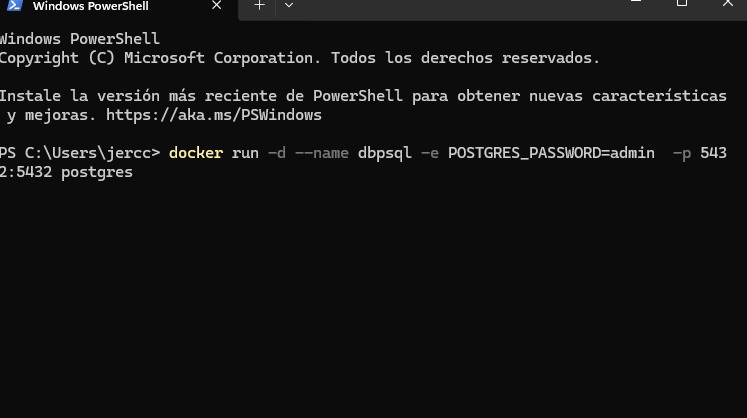 Windows PowerShell
Windows PowerShell
Copyright (C) Microsoft Corporation. Todos los derechos reservados.
Instale la versión más reciente de PowerShell para obtener nuevas características
y mejoras. https://aka.ms/PSWindows
PS C:\Users\jercc> docker run -d --name dbpsql -e POSTGRES_PASSWORD=admin  -p 543
2:5432 postgres